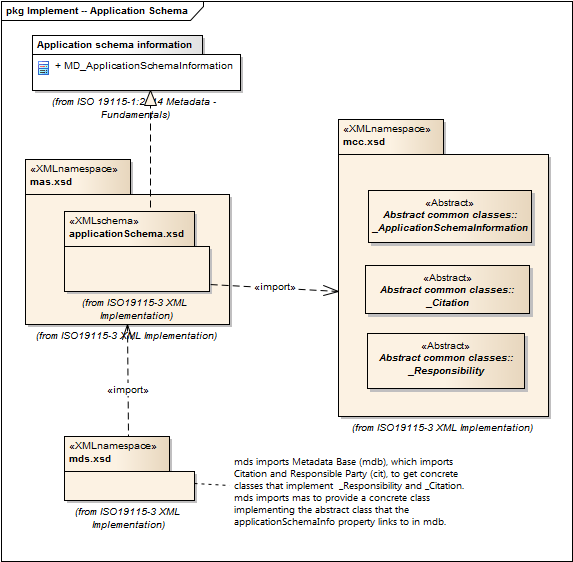 pkg Implement -- Application Schema
Application schema information
+ MD_ApplicationSchemaInformation
(from ISO 19115-1:2 14 Metadata -
Fundamentals)
«XMLnamespace»
mcc.xsd
«XMLnamespace»
mas.xsd
«XMLschema»
applicationSchema.xsd
(from ISO19115-3 XML
Implementation)
(from ISO19115-3 XML Implementation)
«import»
«Abstract»
Abstract common classes::
_ApplicationSchemaInformation
«Abstract»
Abstract common classes::
_Citation
«Abstract»
Abstract common classes::
_Responsibility
(from ISO19115-3 XML Implementation)
«import»
«XMLnamespace»
mds.xsd
(from ISO19115-3 XML
Implementation)
mds imports Metadata Base (mdb), which imports
Citation and Responsible Party (cit), to get concrete
classes that implement _Responsibility and _Citation.
mds imports mas to provide a concrete class
implementing the abstract class that the
applicationSchemaInfo property links to in mdb.